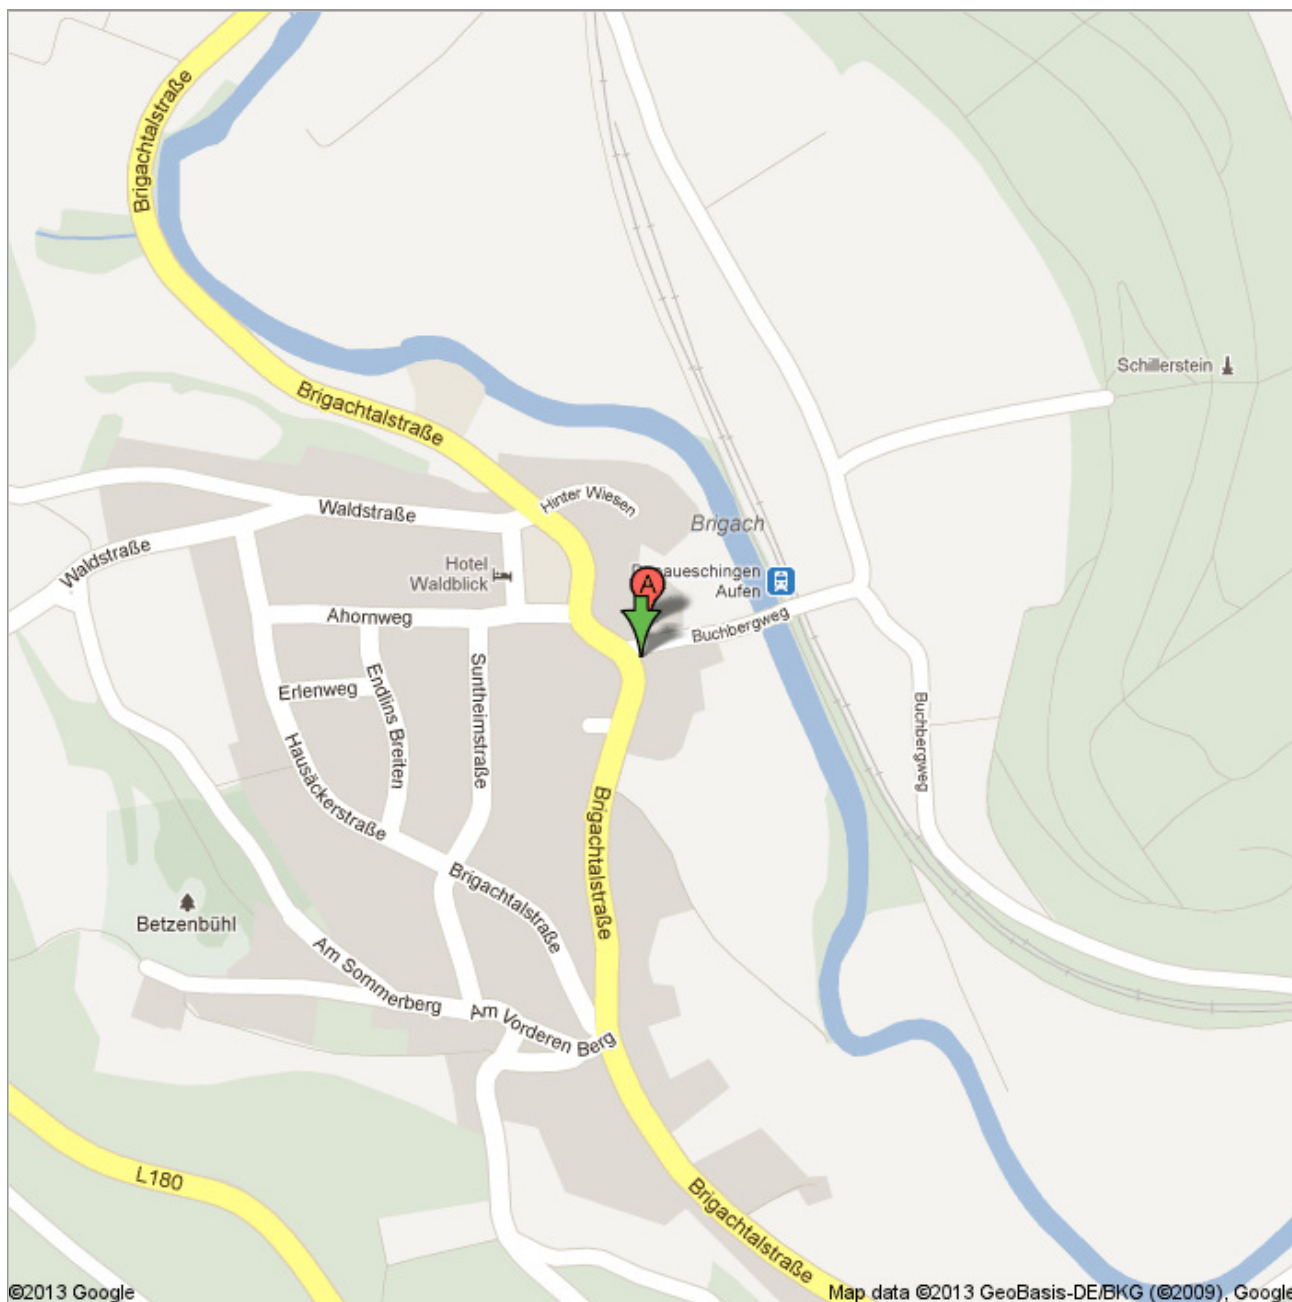 Brigachtalstraße
Schillerstein
Brigachtalstraße
Hinter Wiesen
Waldstraße
Brigach
Waldstraße
Hotel
Waldblick
A
Aufen
Ahornweg
Buchbergweg
Erlenweg
Endlins Breiten
Suntheimstraße
Buchbergweg
Hausäckerstraße
Brigachtalstraße
Brigachtalstraße
Betzenbühl
Am Sommerberg
Am Vorderen Berg
L180
Brigachtalstraße
©2013 Google
Map data ©2013 GeoBasis-DE/BKG (©2009), Google